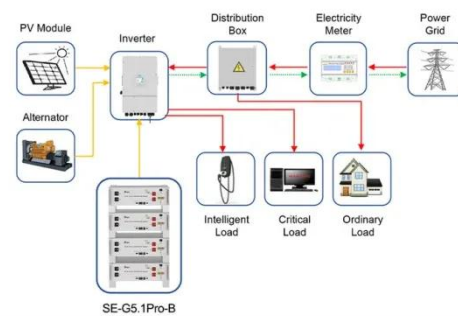 PV Module
Inverter
Distribution
Box
Electricity
Meter
Power
Grid
Alternator
Intelligent
Load
Critical
Load
Ordinary
Load
SE-G5.1Pro-B